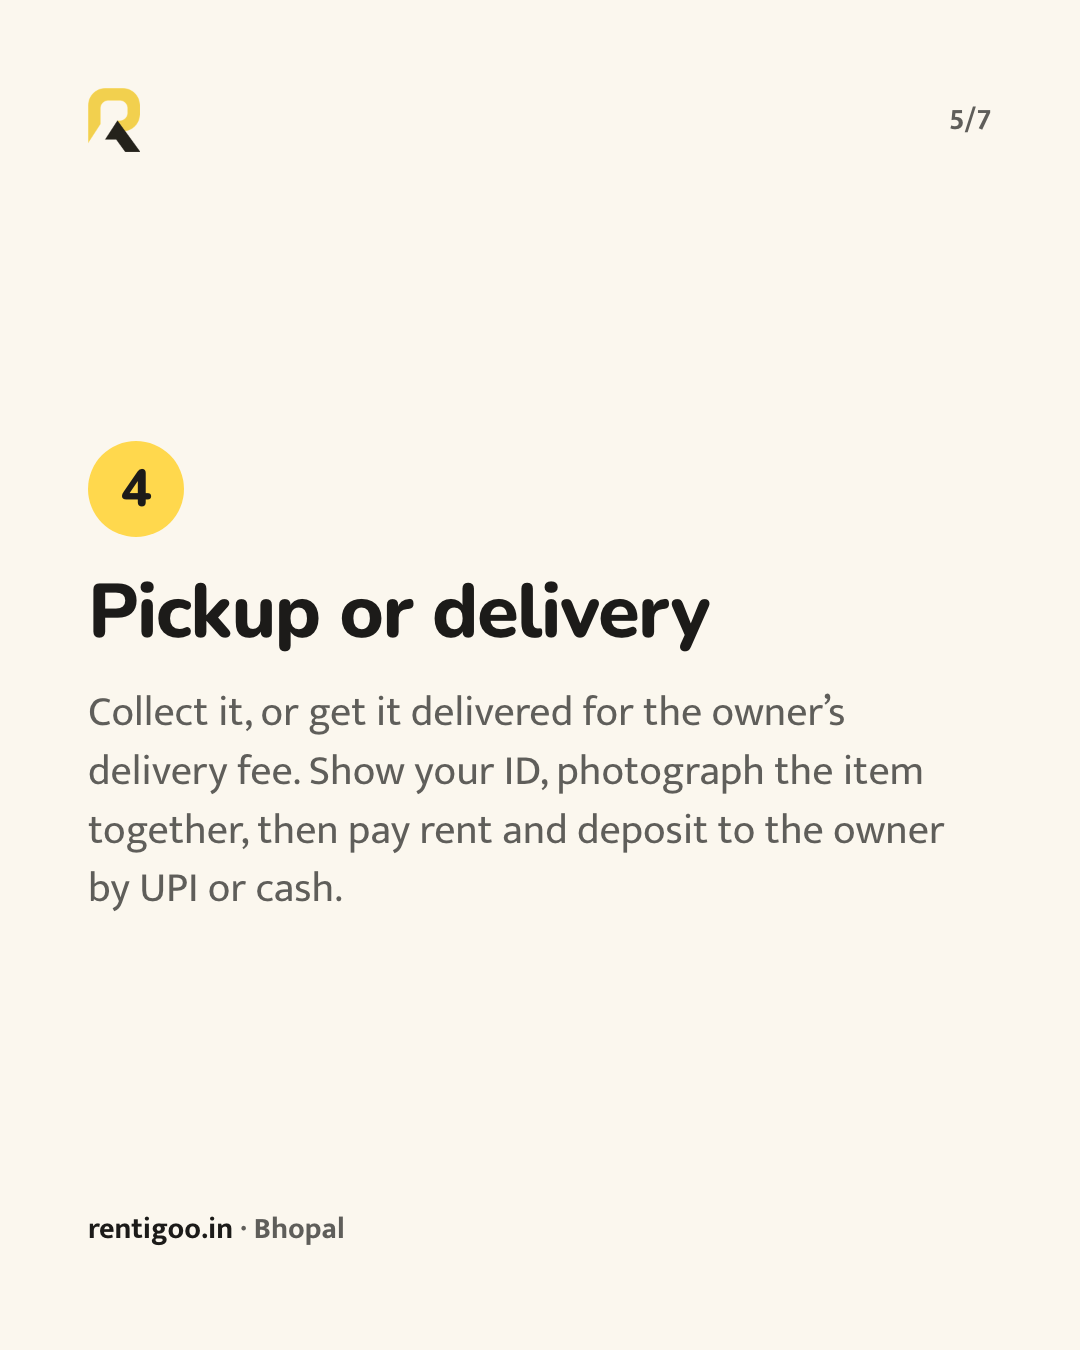 5/7
4
Pickup or delivery
Collect it, or get it delivered for the owner’s
delivery fee. Show your ID, photograph the item
together, then pay rent and deposit to the owner
by UPI or cash.
rentigoo.in · Bhopal